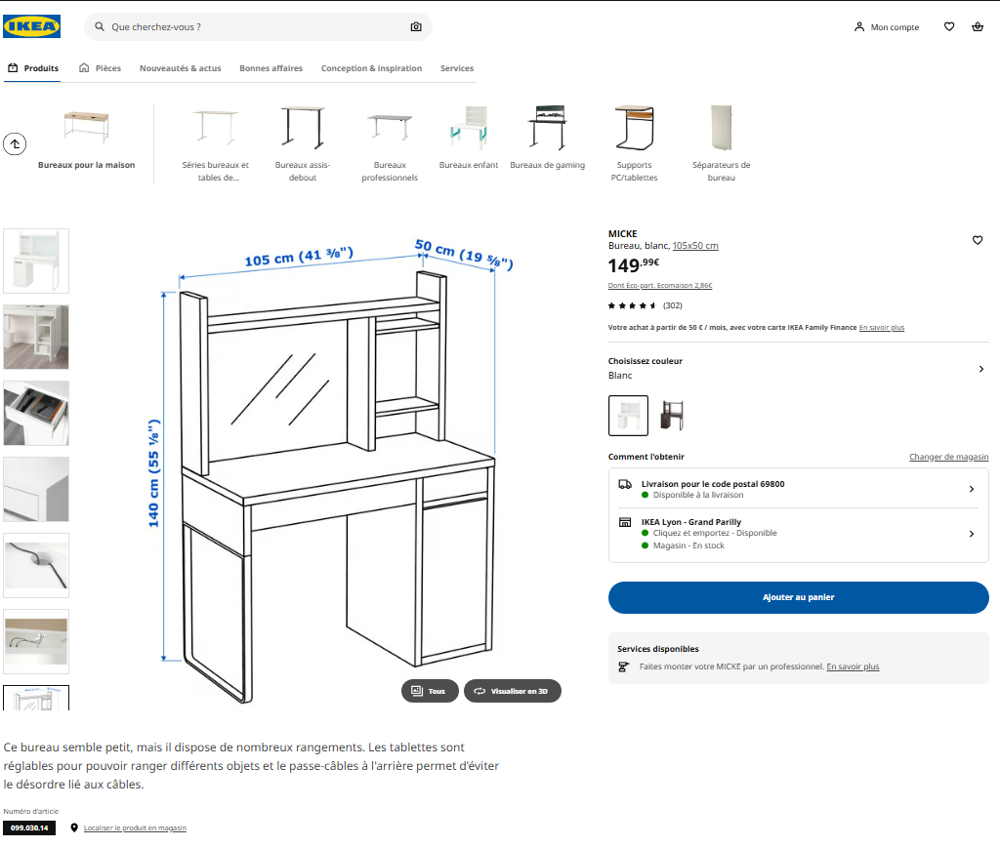 IKEA
Que cherchez-vous ?
Mon compte
Produits
Pièces
Nouveautés & actus
Bonnes affaires
Conception & inspiration
Services
Bureaux pour la maison
Séries bureaux et
tables de...
Bureaux assis-
debout
Bureaux
professionnels
Bureaux enfant
Bureaux de gaming
Supports
PC/tablettes
Séparateurs de
bureau
105 cm (41 ⅜")
50 cm (19 ⅝")
140 cm (55 ⅛")
Tous
Visualiser en 3D
MICKE
Bureau, blanc, 105x50 cm
149,99€
Dont Éco-part. Ecomaison 2,86€
(302)
Votre achat à partir de 50 € / mois, avec votre carte IKEA Family Finance En savoir plus
Choisissez couleur
Blanc
Comment l'obtenir
Changer de magasin
Livraison pour le code postal 69800
Disponible à la livraison
IKEA Lyon - Grand Parilly
Cliquez et emportez - Disponible
Magasin - En stock
Ajouter au panier
Services disponibles
Faites monter votre MICKE par un professionnel. En savoir plus
Ce bureau semble petit, mais il dispose de nombreux rangements. Les tablettes sont
réglables pour pouvoir ranger différents objets et le passe-câbles à l'arrière permet d'éviter
le désordre lié aux câbles.
Numéro d'article
099.030.14
Localiser le produit en magasin